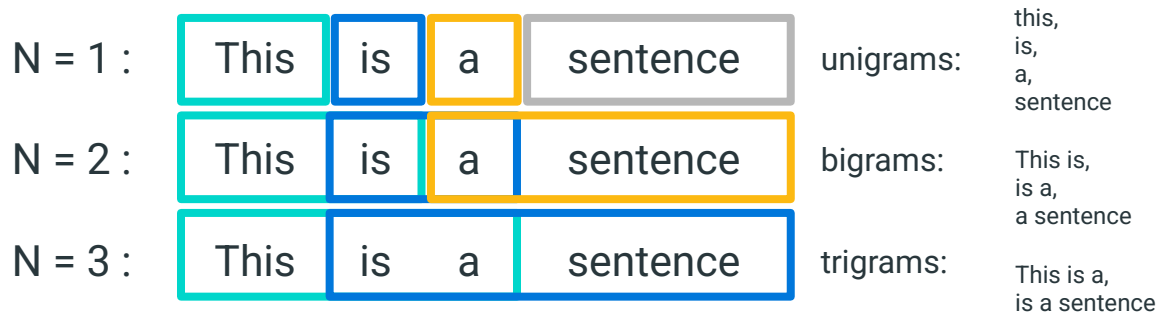 N = 1 : This is a sentence unigrams:
this,
is,
a,
sentence
N = 2 : This is a sentence bigrams:
This is,
is a,
a sentence
N = 3 : This is a sentence trigrams:
This is a,
is a sentence